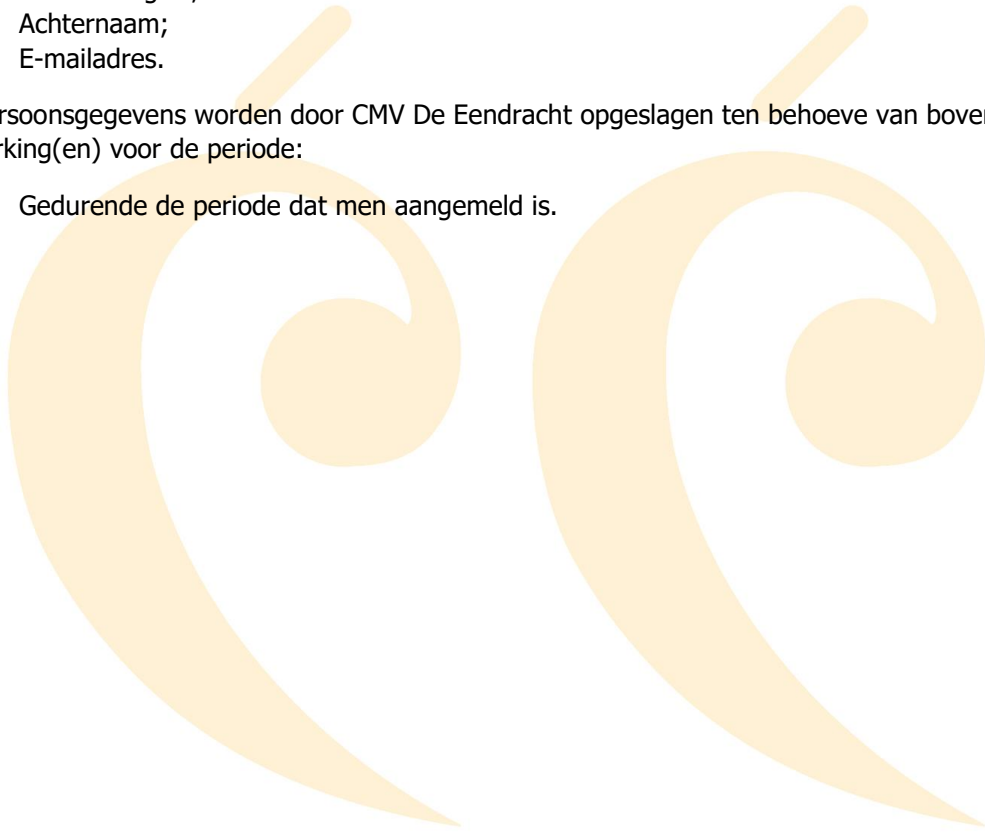 Achternaam;
E-mailadres.
rsoonsgegevens worden door CMV De Eendracht opgeslagen ten behoeve van bover
rking(en) voor de periode:
Gedurende de periode dat men aangemeld is.